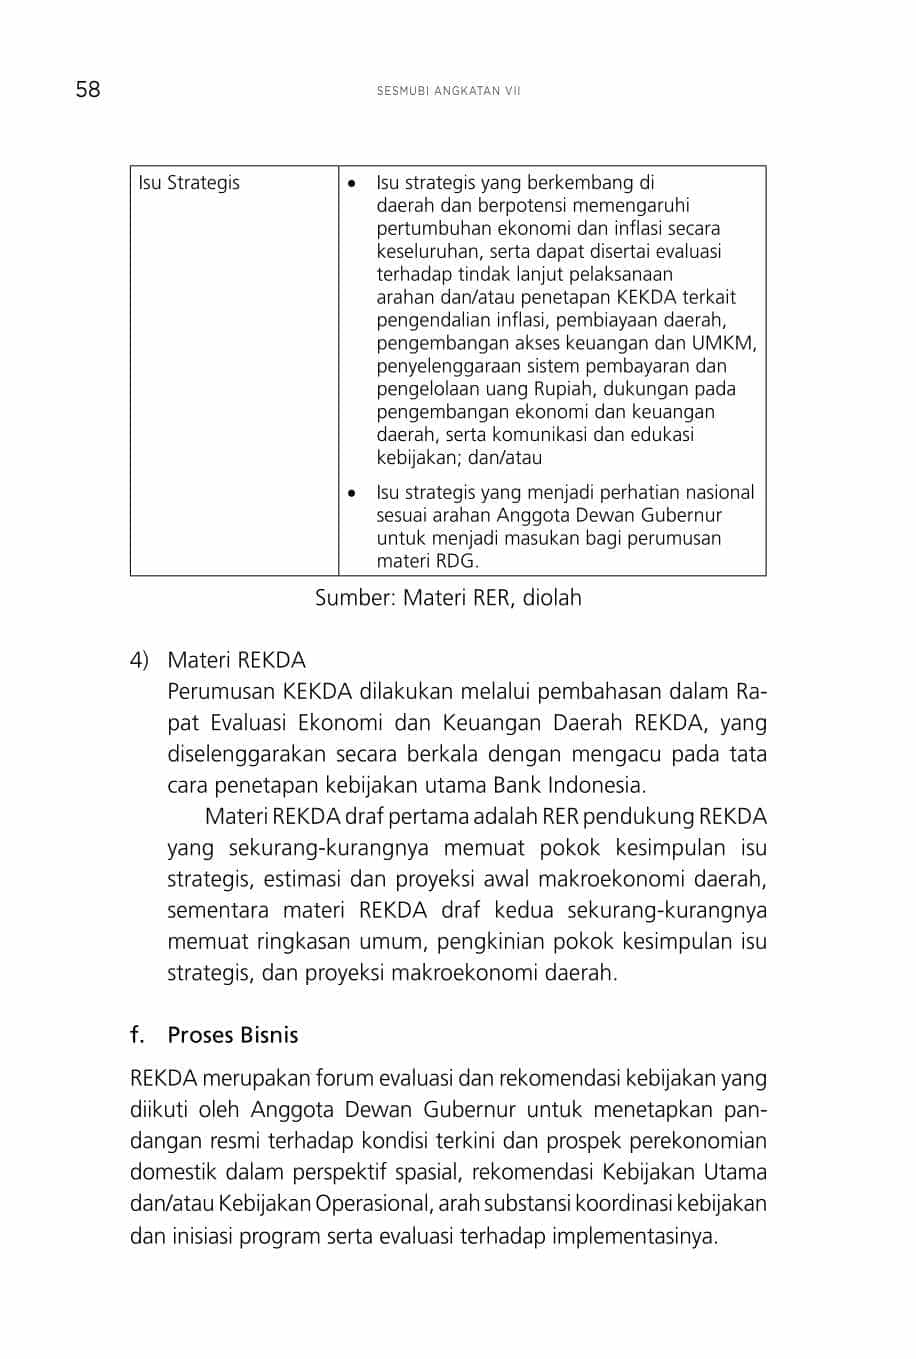 58
SESMUBI ANGKATAN VII
Isu Strategis
• Isu strategis yang berkembang di
daerah dan berpotensi memengaruhi
pertumbuhan ekonomi dan inflasi secara
keseluruhan, serta dapat disertai evaluasi
terhadap tindak lanjut pelaksanaan
arahan dan/atau penetapan KEKDA terkait
pengendalian inflasi, pembiayaan daerah,
pengembangan akses keuangan dan UMKM,
penyelenggaraan sistem pembayaran dan
pengelolaan uang Rupiah, dukungan pada
pengembangan ekonomi dan keuangan
daerah, serta komunikasi dan edukasi
kebijakan; dan/atau
• Isu strategis yang menjadi perhatian nasional
sesuai arahan Anggota Dewan Gubernur
untuk menjadi masukan bagi perumusan
materi RDG.
Sumber: Materi RER, diolah
4) Materi REKDA
Perumusan KEKDA dilakukan melalui pembahasan dalam Ra-
pat Evaluasi Ekonomi dan Keuangan Daerah REKDA, yang
diselenggarakan secara berkala dengan mengacu pada tata
cara penetapan kebijakan utama Bank Indonesia.
Materi REKDA draf pertama adalah RER pendukung REKDA
yang sekurang-kurangnya memuat pokok kesimpulan isu
strategis, estimasi dan proyeksi awal makroekonomi daerah,
sementara materi REKDA draf kedua sekurang-kurangnya
memuat ringkasan umum, pengkinian pokok kesimpulan isu
strategis, dan proyeksi makroekonomi daerah.
f. Proses Bisnis
REKDA merupakan forum evaluasi dan rekomendasi kebijakan yang
diikuti oleh Anggota Dewan Gubernur untuk menetapkan pan-
dangan resmi terhadap kondisi terkini dan prospek perekonomian
domestik dalam perspektif spasial, rekomendasi Kebijakan Utama
dan/atau Kebijakan Operasional, arah substansi koordinasi kebijakan
dan inisiasi program serta evaluasi terhadap implementasinya.